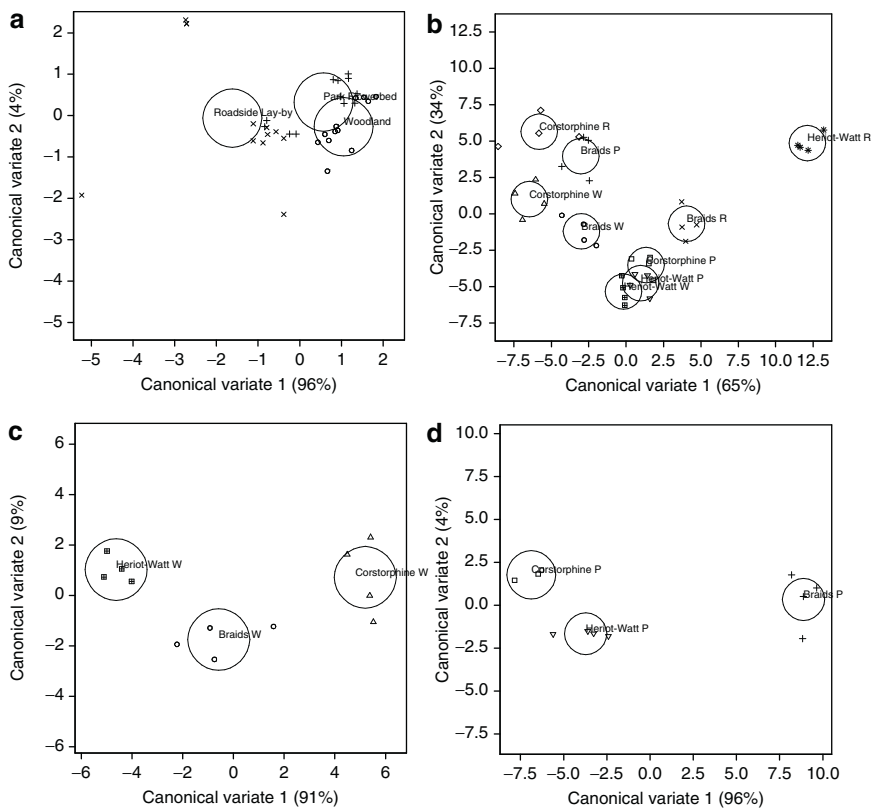 a
2
1
0
−1
−2
−3
−4
−5
Canonical variate 2 (4%)
Roadside Lay-by
Woodland
−5 −4 −3 −2 −1 0 1 2
Canonical variate 1 (96%)
b
12.5
10.0
7.5
5.0
2.5
0.0
−2.5
−5.0
−7.5
Canonical variate 2 (34%)
Corstorphine R
Braids P
Heriot-Watt R
Corstorphine W
Braids W
Braids R
Corstorphine P
Heriot-Watt P
Heriot-Watt W
−7.5 −5.0 −2.5 0.0 2.5 5.0 7.5 10.0 12.5
Canonical variate 1 (65%)
c
6
4
2
0
−2
−4
−6
Canonical variate 2 (9%)
Heriot-Watt W
Corstorphine W
Braids W
−6 −4 −2 0 2 4 6
Canonical variate 1 (91%)
d
10.0
7.5
5.0
2.5
0.0
−2.5
−5.0
−7.5
Canonical variate 2 (4%)
Corstorphine P
Braids P
Heriot-Watt P
−7.5 −5.0 −2.5 0.0 2.5 5.0 7.5 10.0
Canonical variate 1 (96%)